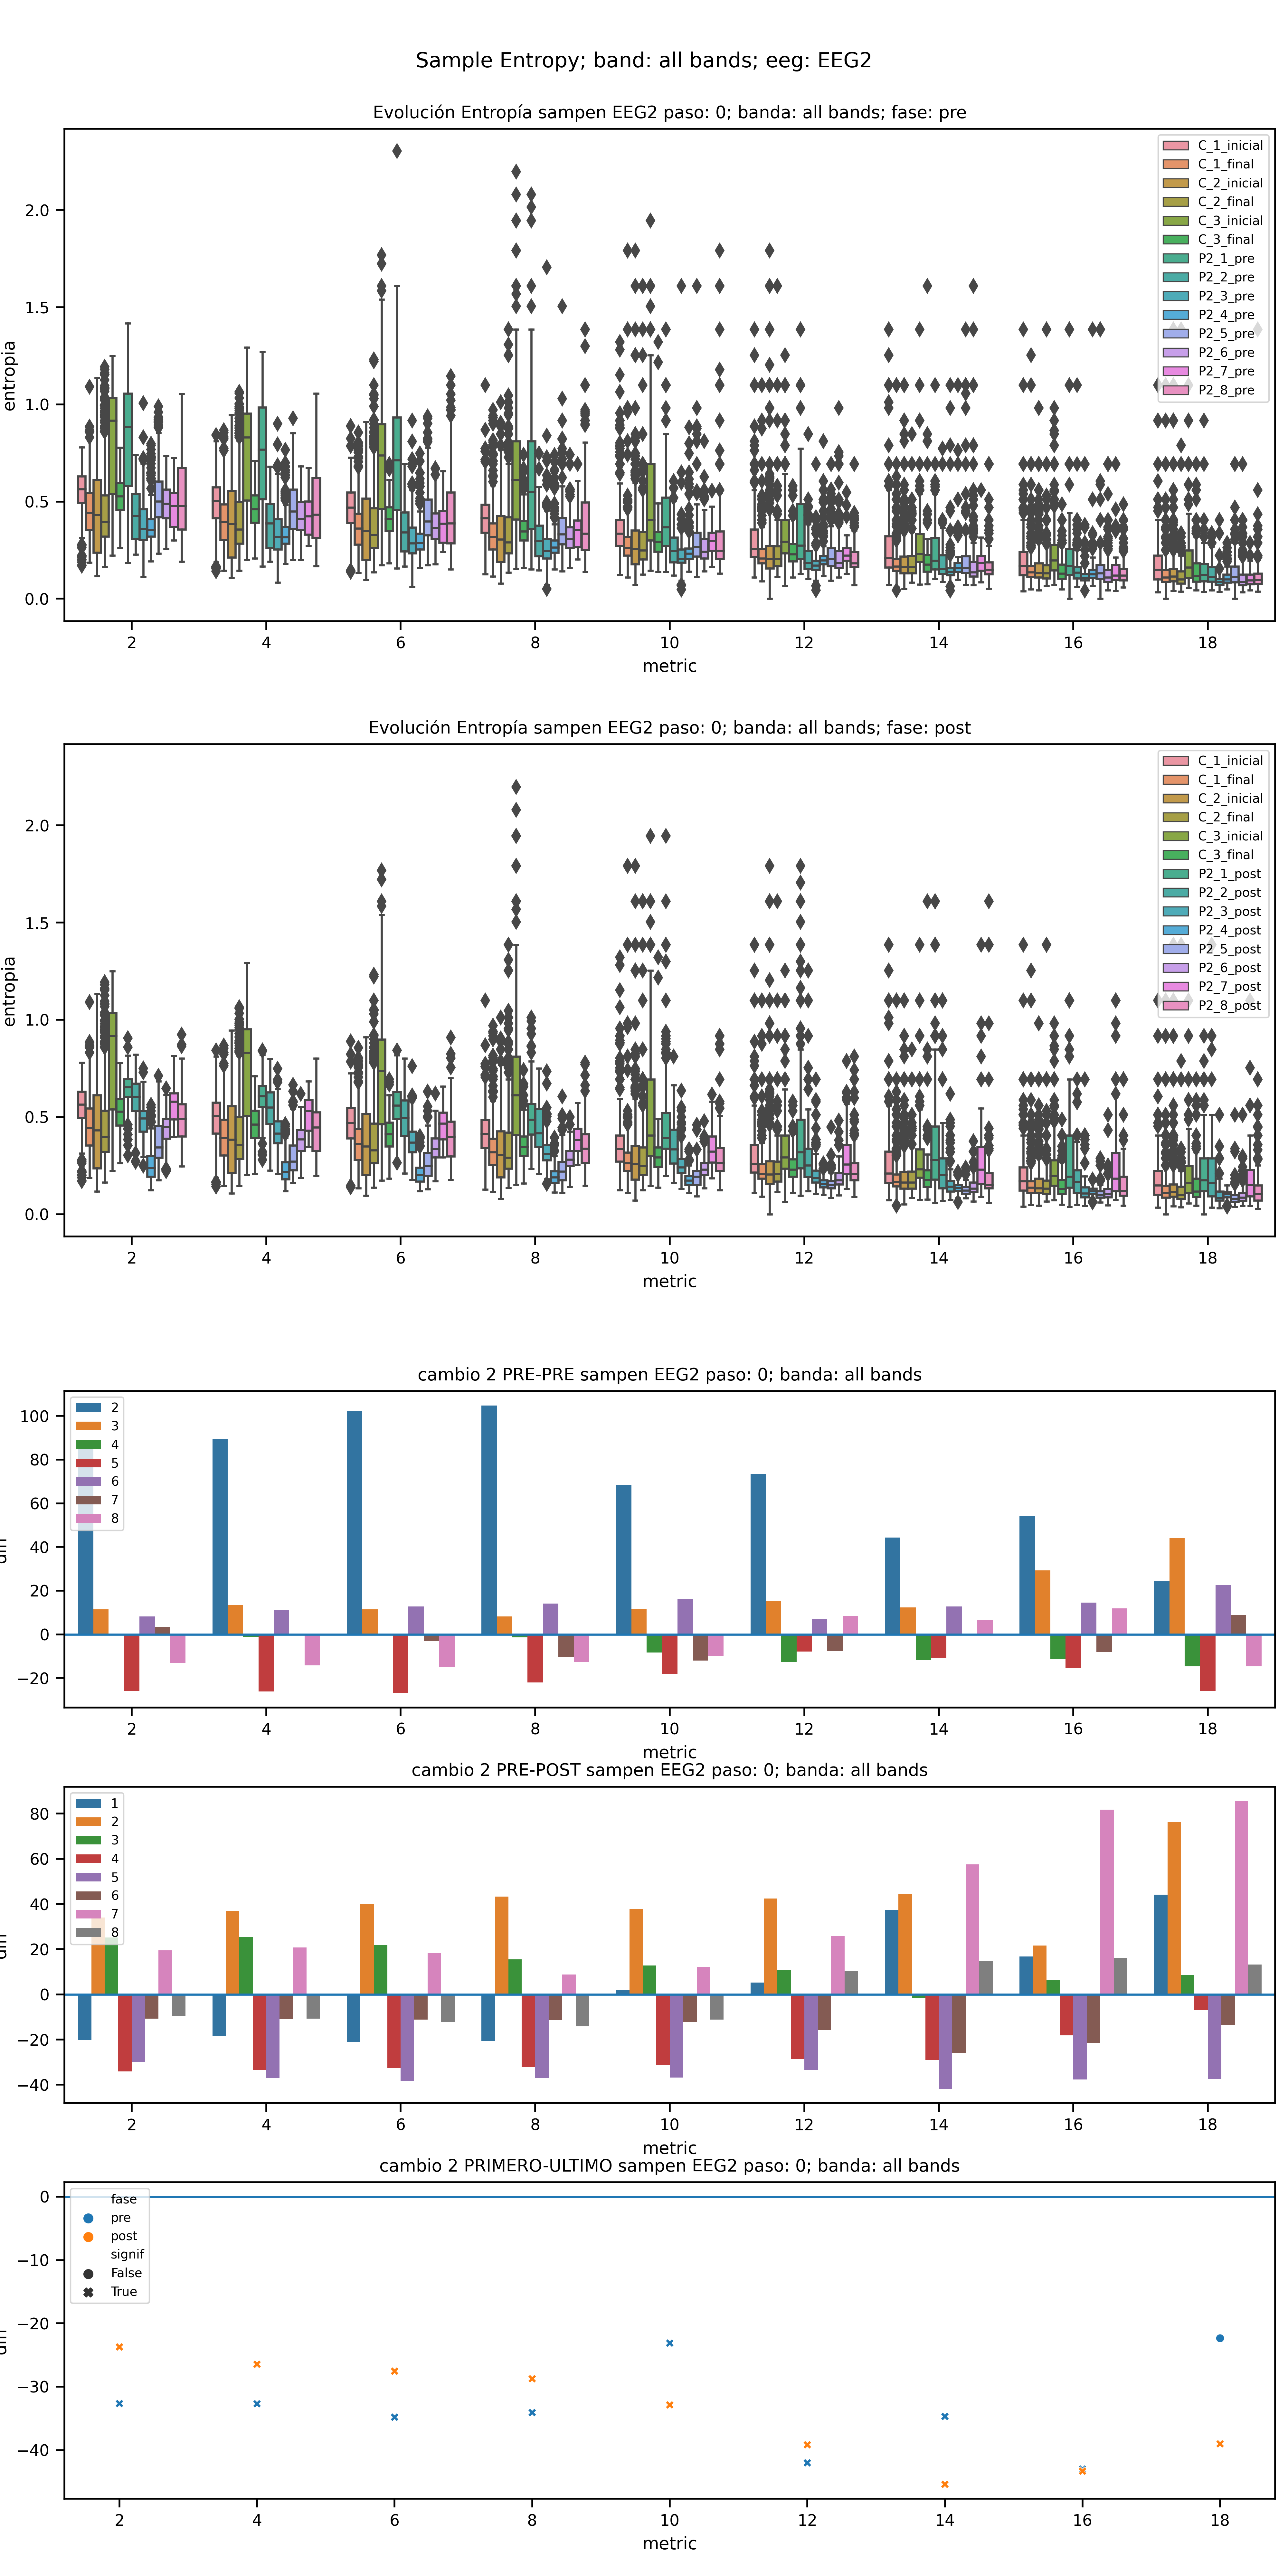 Sample Entropy; band: all bands; eeg: EEG2
Evolución Entropía sampen EEG2 paso: 0; banda: all bands; fase: pre
entropia
2.0
1.5
1.0
0.5
0.0
C_1_inicial
C_1_final
C_2_inicial
C_2_final
C_3_inicial
C_3_final
P2_1_pre
P2_2_pre
P2_3_pre
P2_4_pre
P2_5_pre
P2_6_pre
P2_7_pre
P2_8_pre
2 4 6 8 10 12 14 16 18
metric
Evolución Entropía sampen EEG2 paso: 0; banda: all bands; fase: post
entropia
2.0
1.5
1.0
0.5
0.0
C_1_inicial
C_1_final
C_2_inicial
C_2_final
C_3_inicial
C_3_final
P2_1_post
P2_2_post
P2_3_post
P2_4_post
P2_5_post
P2_6_post
P2_7_post
P2_8_post
2 4 6 8 10 12 14 16 18
metric
cambio 2 PRE-PRE sampen EEG2 paso: 0; banda: all bands
100
80
60
40
20
0
−20
2
3
4
5
6
7
8
2 4 6 8 10 12 14 16 18
metric
cambio 2 PRE-POST sampen EEG2 paso: 0; banda: all bands
80
60
40
20
0
−20
−40
1
2
3
4
5
6
7
8
2 4 6 8 10 12 14 16 18
metric
cambio 2 PRIMERO-ULTIMO sampen EEG2 paso: 0; banda: all bands
0
−10
−20
−30
−40
fase
pre
post
signif
False
True
2 4 6 8 10 12 14 16 18
metric